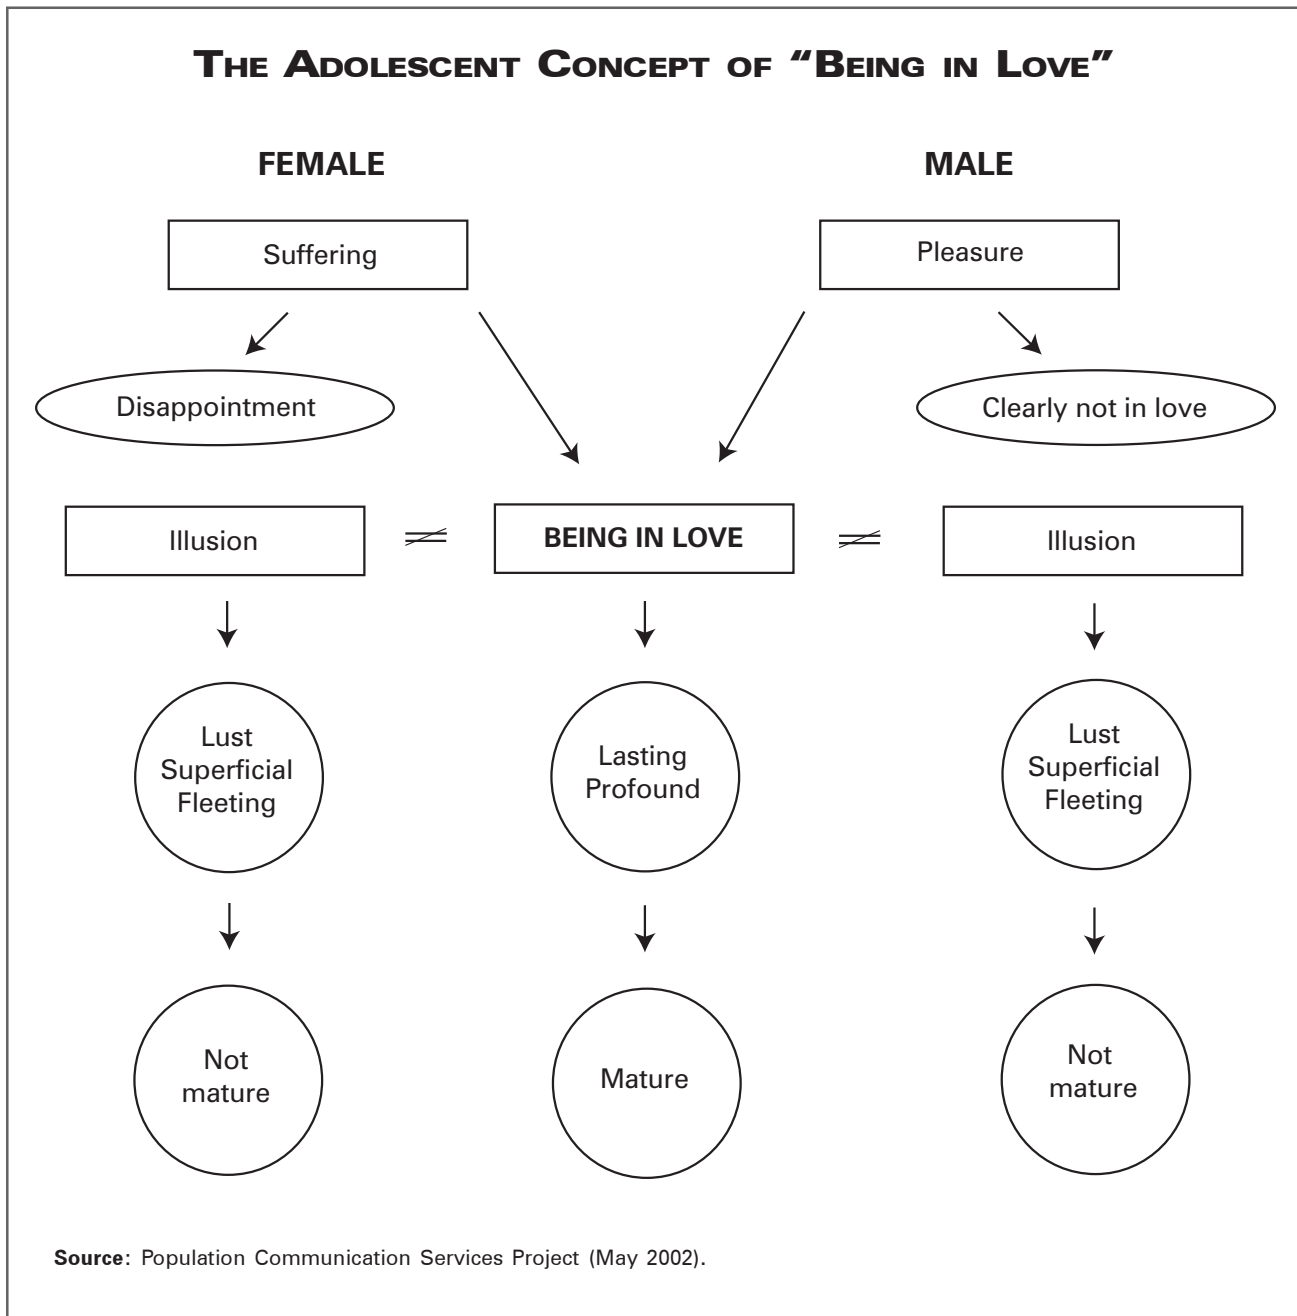 THE ADOLESCENT CONCEPT OF “BEING IN LOVE”
FEMALE
MALE
Suffering
Pleasure
Disappointment
Clearly not in love
Illusion
≠
BEING IN LOVE
≠
Illusion
Lust
Superficial
Fleeting
Lasting
Profound
Lust
Superficial
Fleeting
Not
mature
Mature
Not
mature
Source: Population Communication Services Project (May 2002).